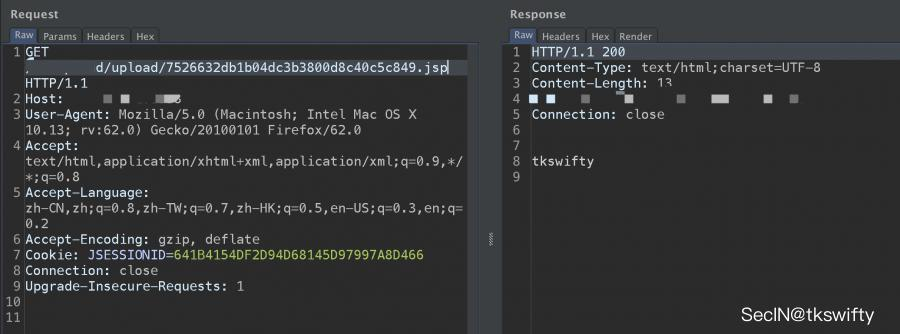 Request
Raw Params Headers Hex
1 GET
d/upload/7526632db1b04dc3b3800d8c40c5c849.jsp
HTTP/1.1
2 Host:
3 User-Agent: Mozilla/5.0 (Macintosh; Intel Mac OS X
10.13; rv:62.0) Gecko/20100101 Firefox/62.0
4 Accept:
text/html,application/xhtml+xml,application/xml;q=0.9,*/
*;q=0.8
5 Accept-Language:
zh-CN,zh;q=0.8,zh-TW;q=0.7,zh-HK;q=0.5,en-US;q=0.3,en;q=
0.2
6 Accept-Encoding: gzip, deflate
7 Cookie: JSESSIONID=641B4154DF2D94D68145D97997A8D466
8 Connection: close
9 Upgrade-Insecure-Requests: 1
10
11
Response
Raw Headers Hex Render
1 HTTP/1.1 200
2 Content-Type: text/html;charset=UTF-8
3 Content-Length: 13
4
5 Connection: close
6
7
8 tkswifty
9
SecIN@tkswifty